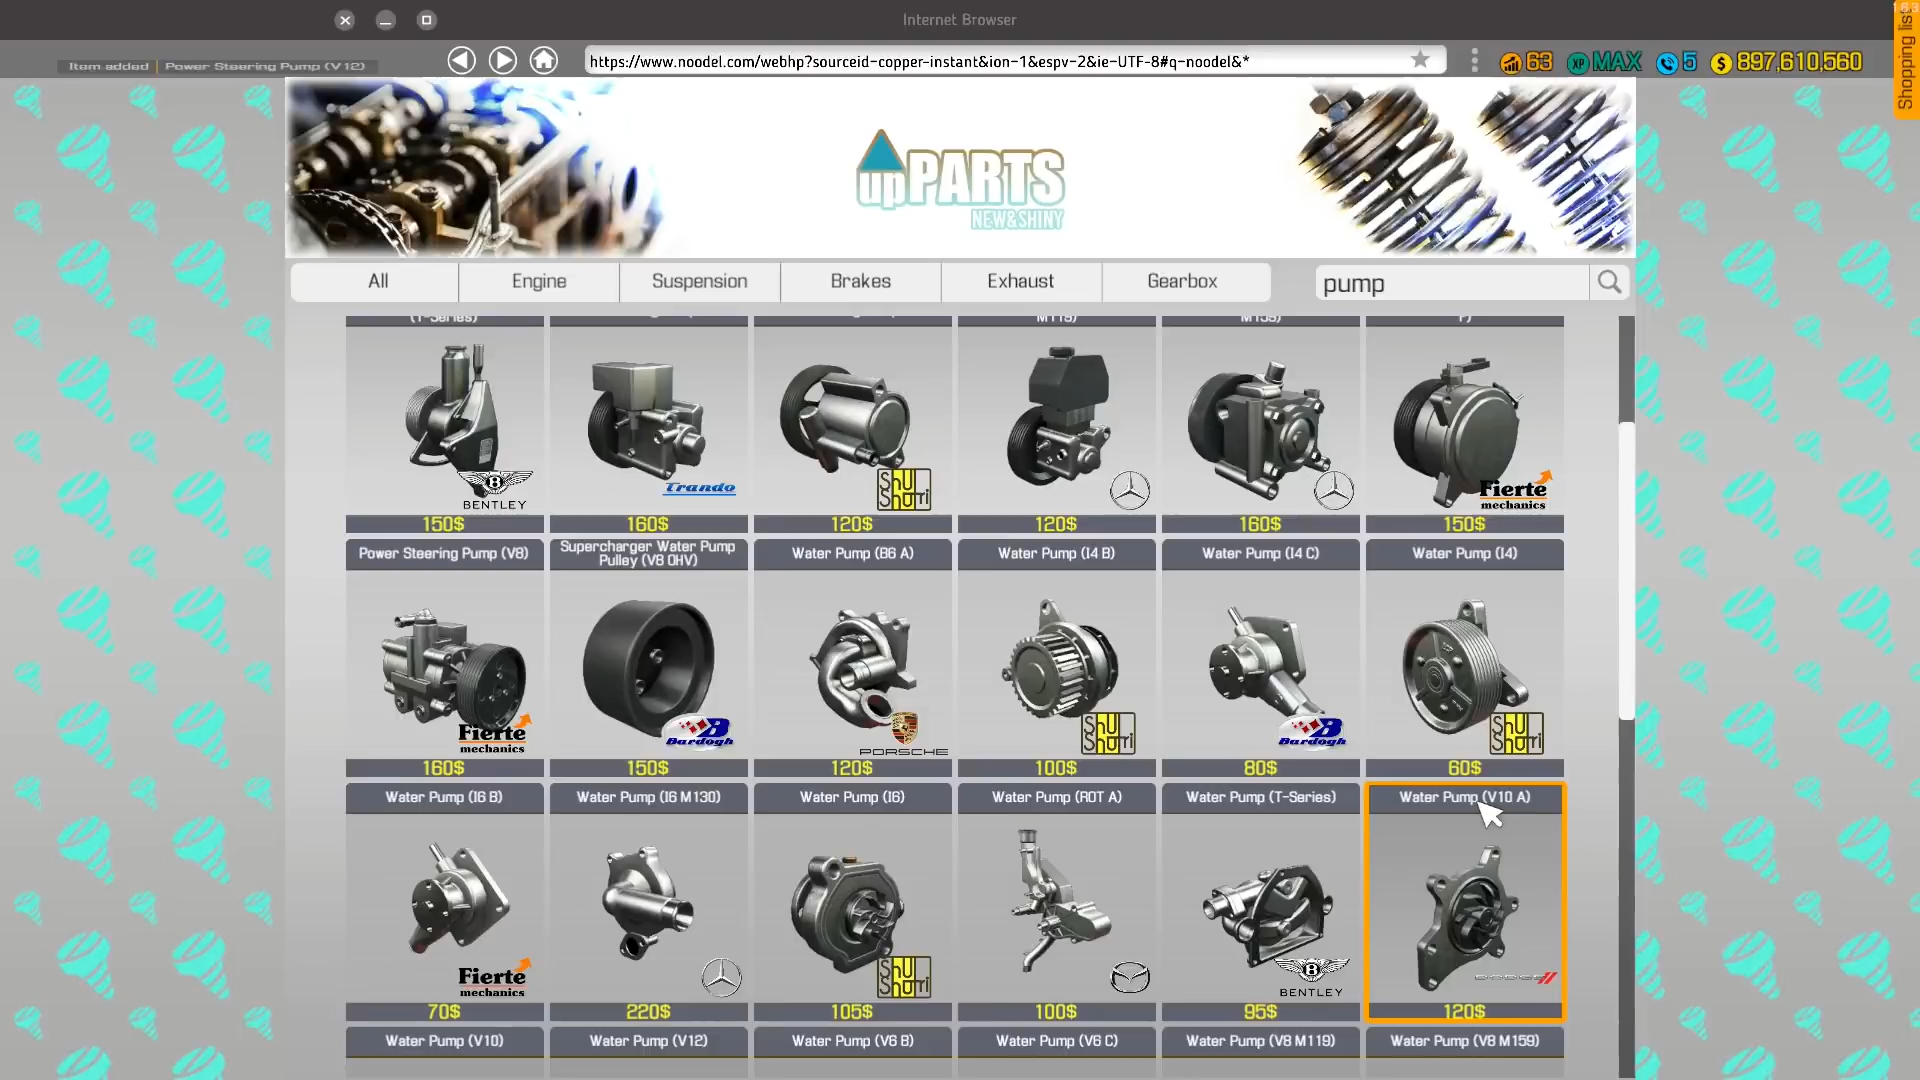 Internet Browser
Item added | Power Steering Pump (V12)
https://www.noodel.com/webhp?sourceid-copper-instant&ion-1&espv-2&ie-UTF-8#q-noodel&*
63
XP MAX
5
$ 897,610,560
Shopping list
upPARTS
NEW&SHINY
All
Engine
Suspension
Brakes
Exhaust
Gearbox
pump
(T-Series)
M119)
M159)
F)
BENTLEY
Trando
Shu
Shuriri
Fierte
mechanics
150$
160$
120$
120$
160$
150$
Power Steering Pump (V8)
Supercharger Water Pump
Pulley (V8 OHV)
Water Pump (B6 A)
Water Pump (I4 B)
Water Pump (I4 C)
Water Pump (I4)
Fierte
mechanics
Bardogh
PORSCHE
Bardogh
160$
150$
120$
100$
80$
60$
Water Pump (I6 B)
Water Pump (I6 M130)
Water Pump (I6)
Water Pump (ROT A)
Water Pump (T-Series)
Water Pump (V10 A)
Fierte
mechanics
BENTLEY
DODGE
70$
220$
105$
100$
95$
120$
Water Pump (V10)
Water Pump (V12)
Water Pump (V6 B)
Water Pump (V6 C)
Water Pump (V8 M119)
Water Pump (V8 M159)